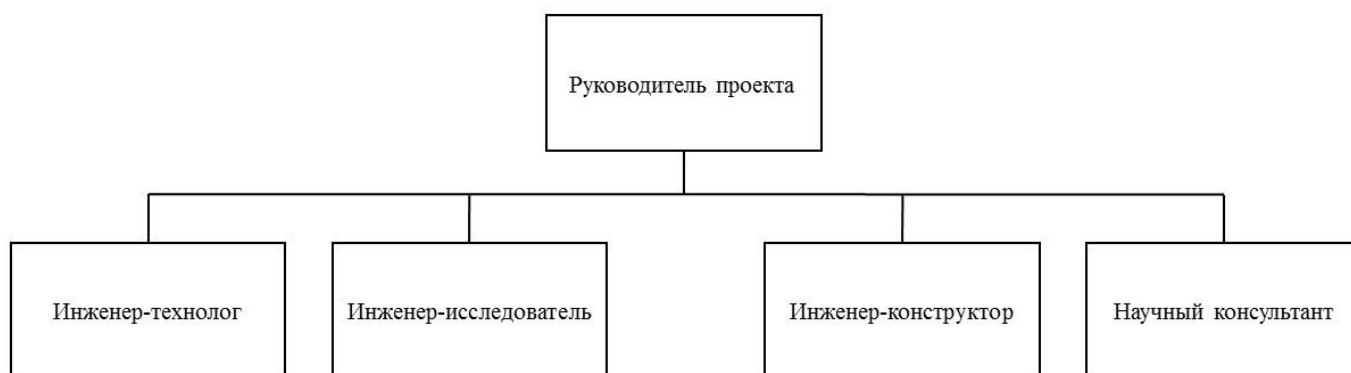 Руководитель проекта
Инженер-технолог
Инженер-исследователь
Инженер-конструктор
Научный консультант